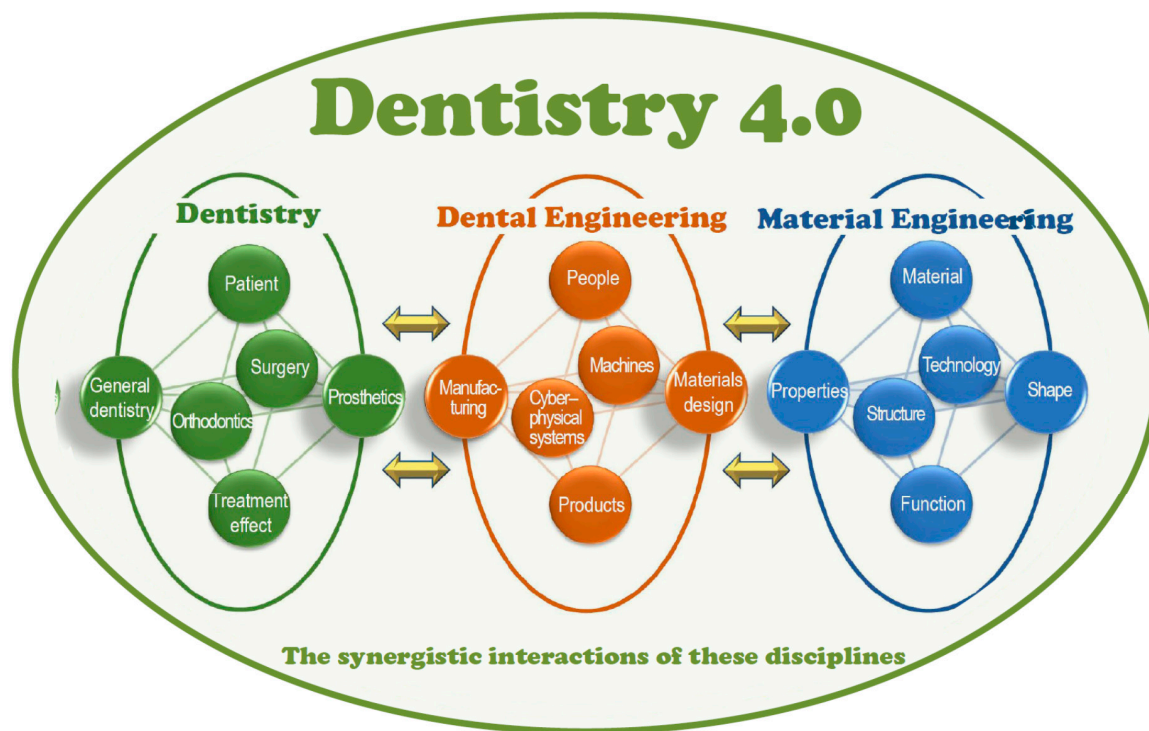 Dentistry 4.0
Dentistry
Dental Engineering
Material Engineering
Patient
Surgery
General
dentistry
Prosthetics
Orthodontics
Treatment
effect
People
Machines
Manufac-
turing
Materials
design
Cyber–
physical
systems
Products
Material
Technology
Properties
Shape
Structure
Function
The synergistic interactions of these disciplines